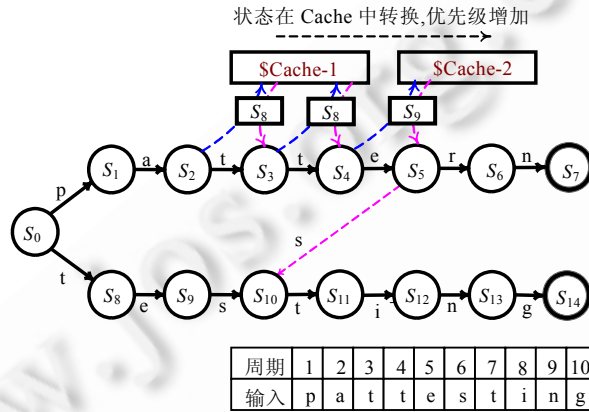 状态在 Cache 中转换,优先级增加
$Cache-1 $Cache-2
S8 S8 S9
S1 a S2 t S3 t S4 e S5 r S6 n S7
p
S0
s
t
S8 e S9 s S10 t S11 i S12 n S13 g S14
周期 1 2 3 4 5 6 7 8 9 10
输入 p a t t e s t i n g